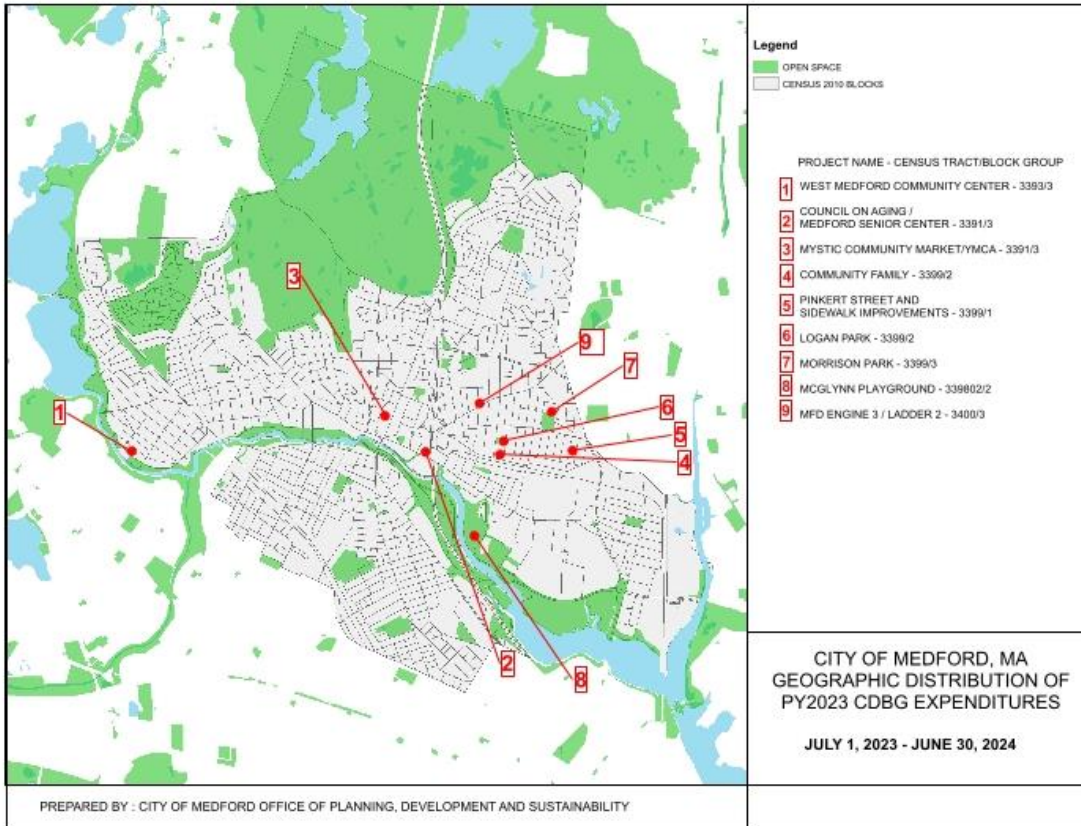 Legend
OPEN SPACE
CENSUS 2010 BLOCKS
PROJECT NAME - CENSUS TRACT/BLOCK GROUP
1 WEST MEDFORD COMMUNITY CENTER - 3393/3
2 COUNCIL ON AGING /
MEDFORD SENIOR CENTER - 3391/3
3 MYSTIC COMMUNITY MARKET/YMCA - 3391/3
4 COMMUNITY FAMILY - 3399/2
5 PINKERT STREET AND
SIDEWALK IMPROVEMENTS - 3399/1
6 LOGAN PARK - 3399/2
7 MORRISON PARK - 3399/3
8 MCGLYNN PLAYGROUND - 339802/2
9 MFD ENGINE 3 / LADDER 2 - 3400/3
3
9
7
1
6
5
4
2
8
CITY OF MEDFORD, MA
GEOGRAPHIC DISTRIBUTION OF
PY2023 CDBG EXPENDITURES
JULY 1, 2023 - JUNE 30, 2024
PREPARED BY : CITY OF MEDFORD OFFICE OF PLANNING, DEVELOPMENT AND SUSTAINABILITY